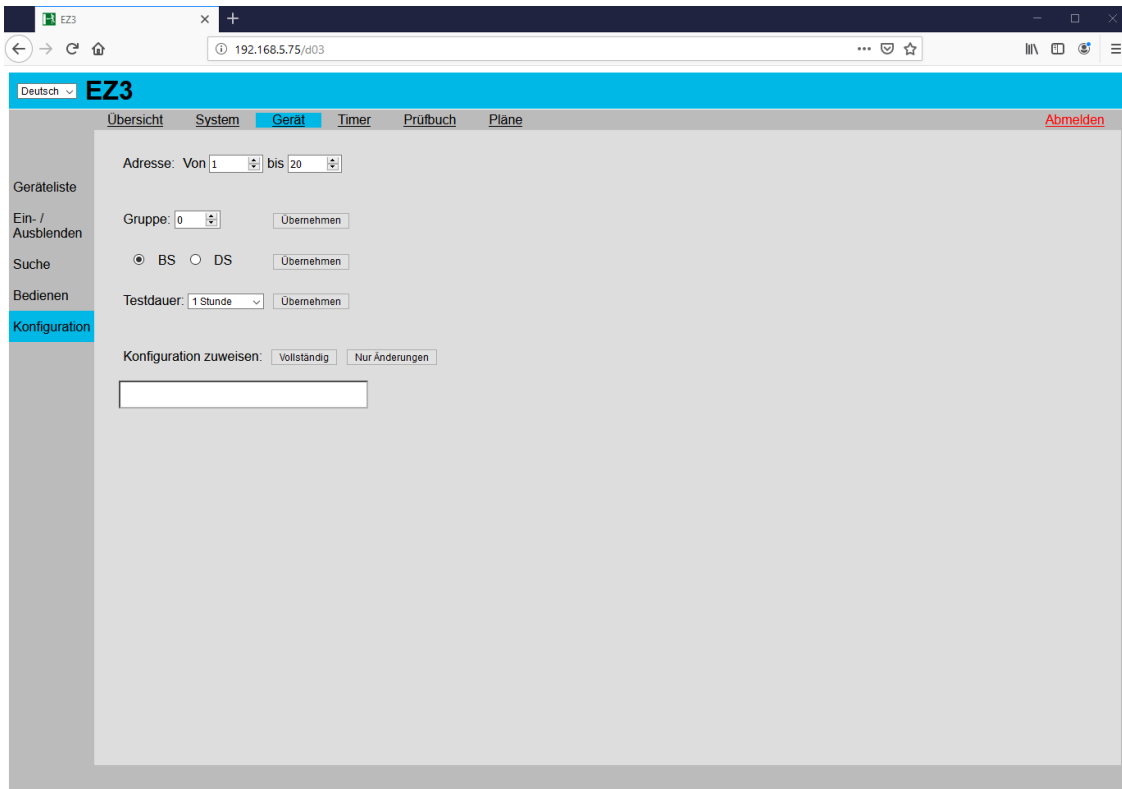 EZ3
192.168.5.75/d03
Deutsch EZ3
Übersicht System Gerät Timer Prüfbuch Pläne Abmelden
Adresse: Von 1 bis 20
Geräteliste
Ein- /
Ausblenden
Gruppe: 0 Übernehmen
Suche
BS DS Übernehmen
Bedienen
Testdauer: 1 Stunde Übernehmen
Konfiguration
Konfiguration zuweisen: Vollständig Nur Änderungen